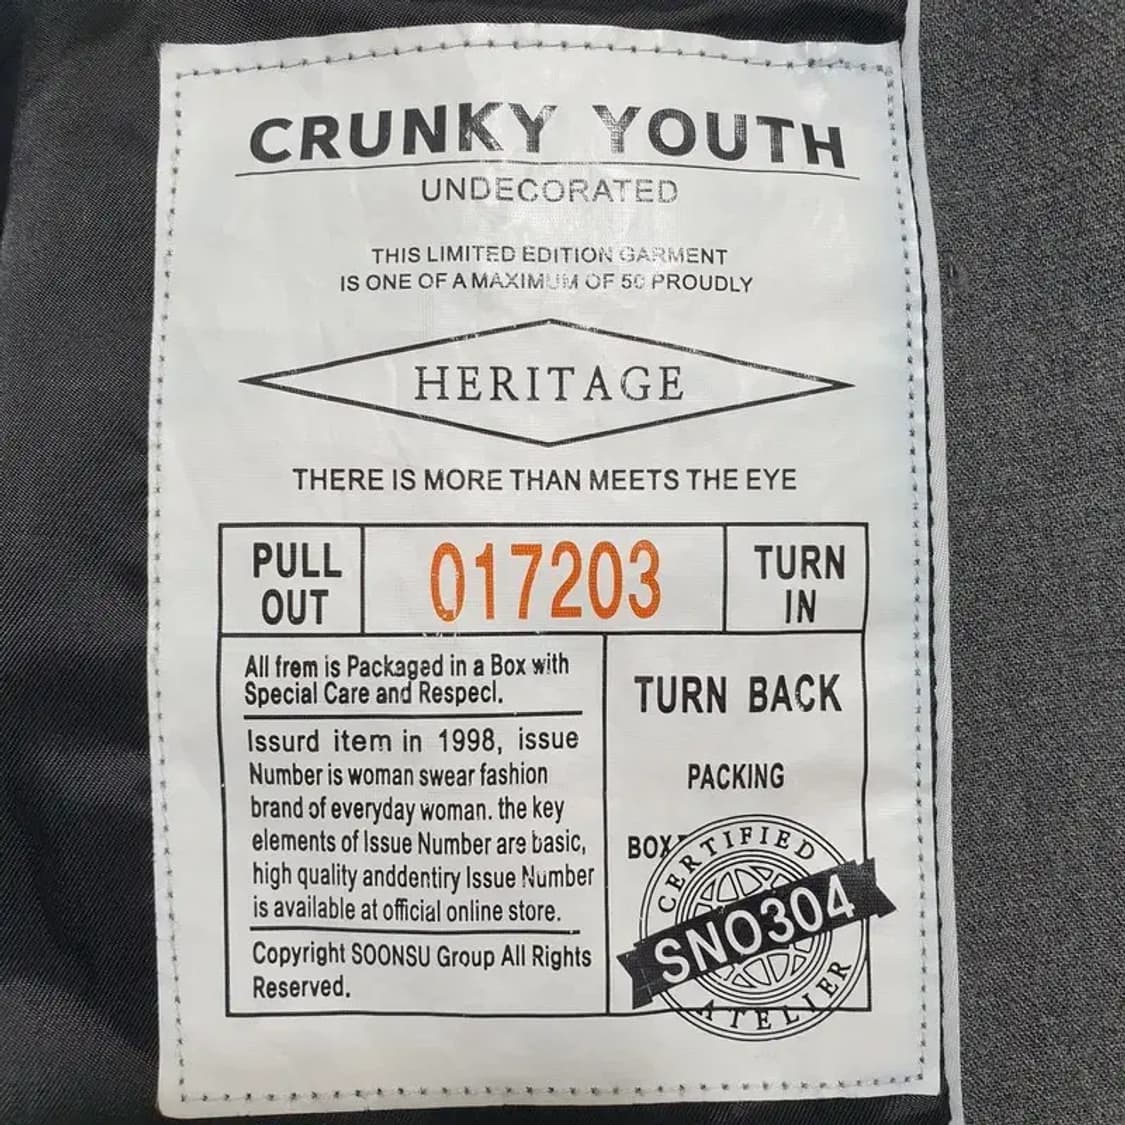 CRUNKY YOUTH
UNDECORATED
THIS LIMITED EDITION GARMENT
IS ONE OF A MAXIMUM OF 50 PROUDLY
HERITAGE
THERE IS MORE THAN MEETS THE EYE
PULL
OUT
017203
TURN
IN
All frem is Packaged in a Box with
Special Care and Respecl.
Issurd item in 1998, issue
Number is woman swear fashion
brand of everyday woman. the key
elements of Issue Number are basic,
high quality anddentiry Issue Number
is available at official online store.
Copyright SOONSU Group All Rights
Reserved.
TURN BACK
PACKING
BOX
CERTIFIED
SNO304
ATELIER